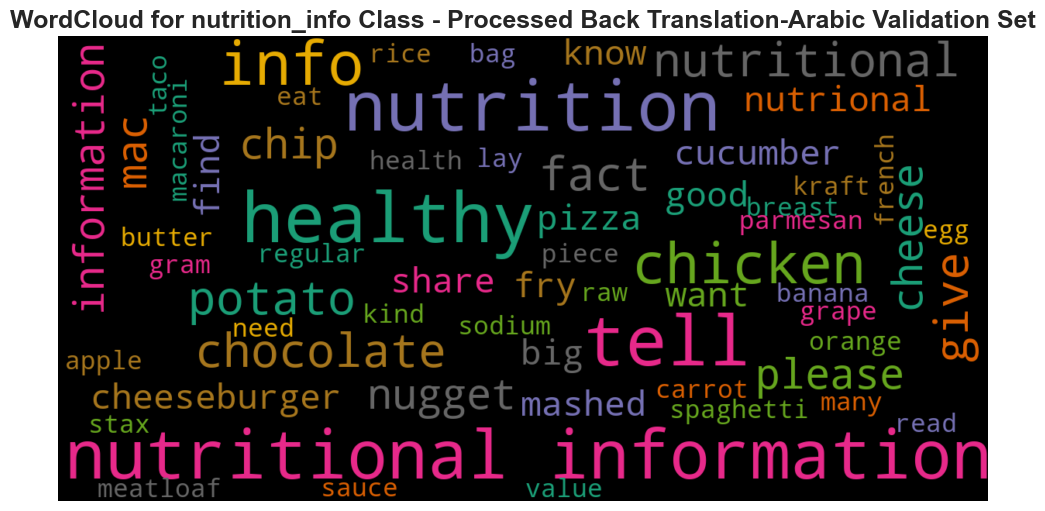 WordCloud for nutrition_info Class - Processed Back Translation-Arabic Validation Set
information
mac
taco
macaroni
find
info
rice
bag
know
nutritional
eat
nutrition
nutrional
chip
health
lay
fact
cucumber
good
breast
kraft
french
cheese
healthy
pizza
parmesan
egg
butter
regular
piece
chicken
gram
share
fry
raw
want
banana
give
potato
kind
grape
need
sodium
tell
orange
apple
chocolate
big
please
cheeseburger
nugget
mashed
carrot
spaghetti
many
stax
read
nutritional information
meatloaf
sauce
value